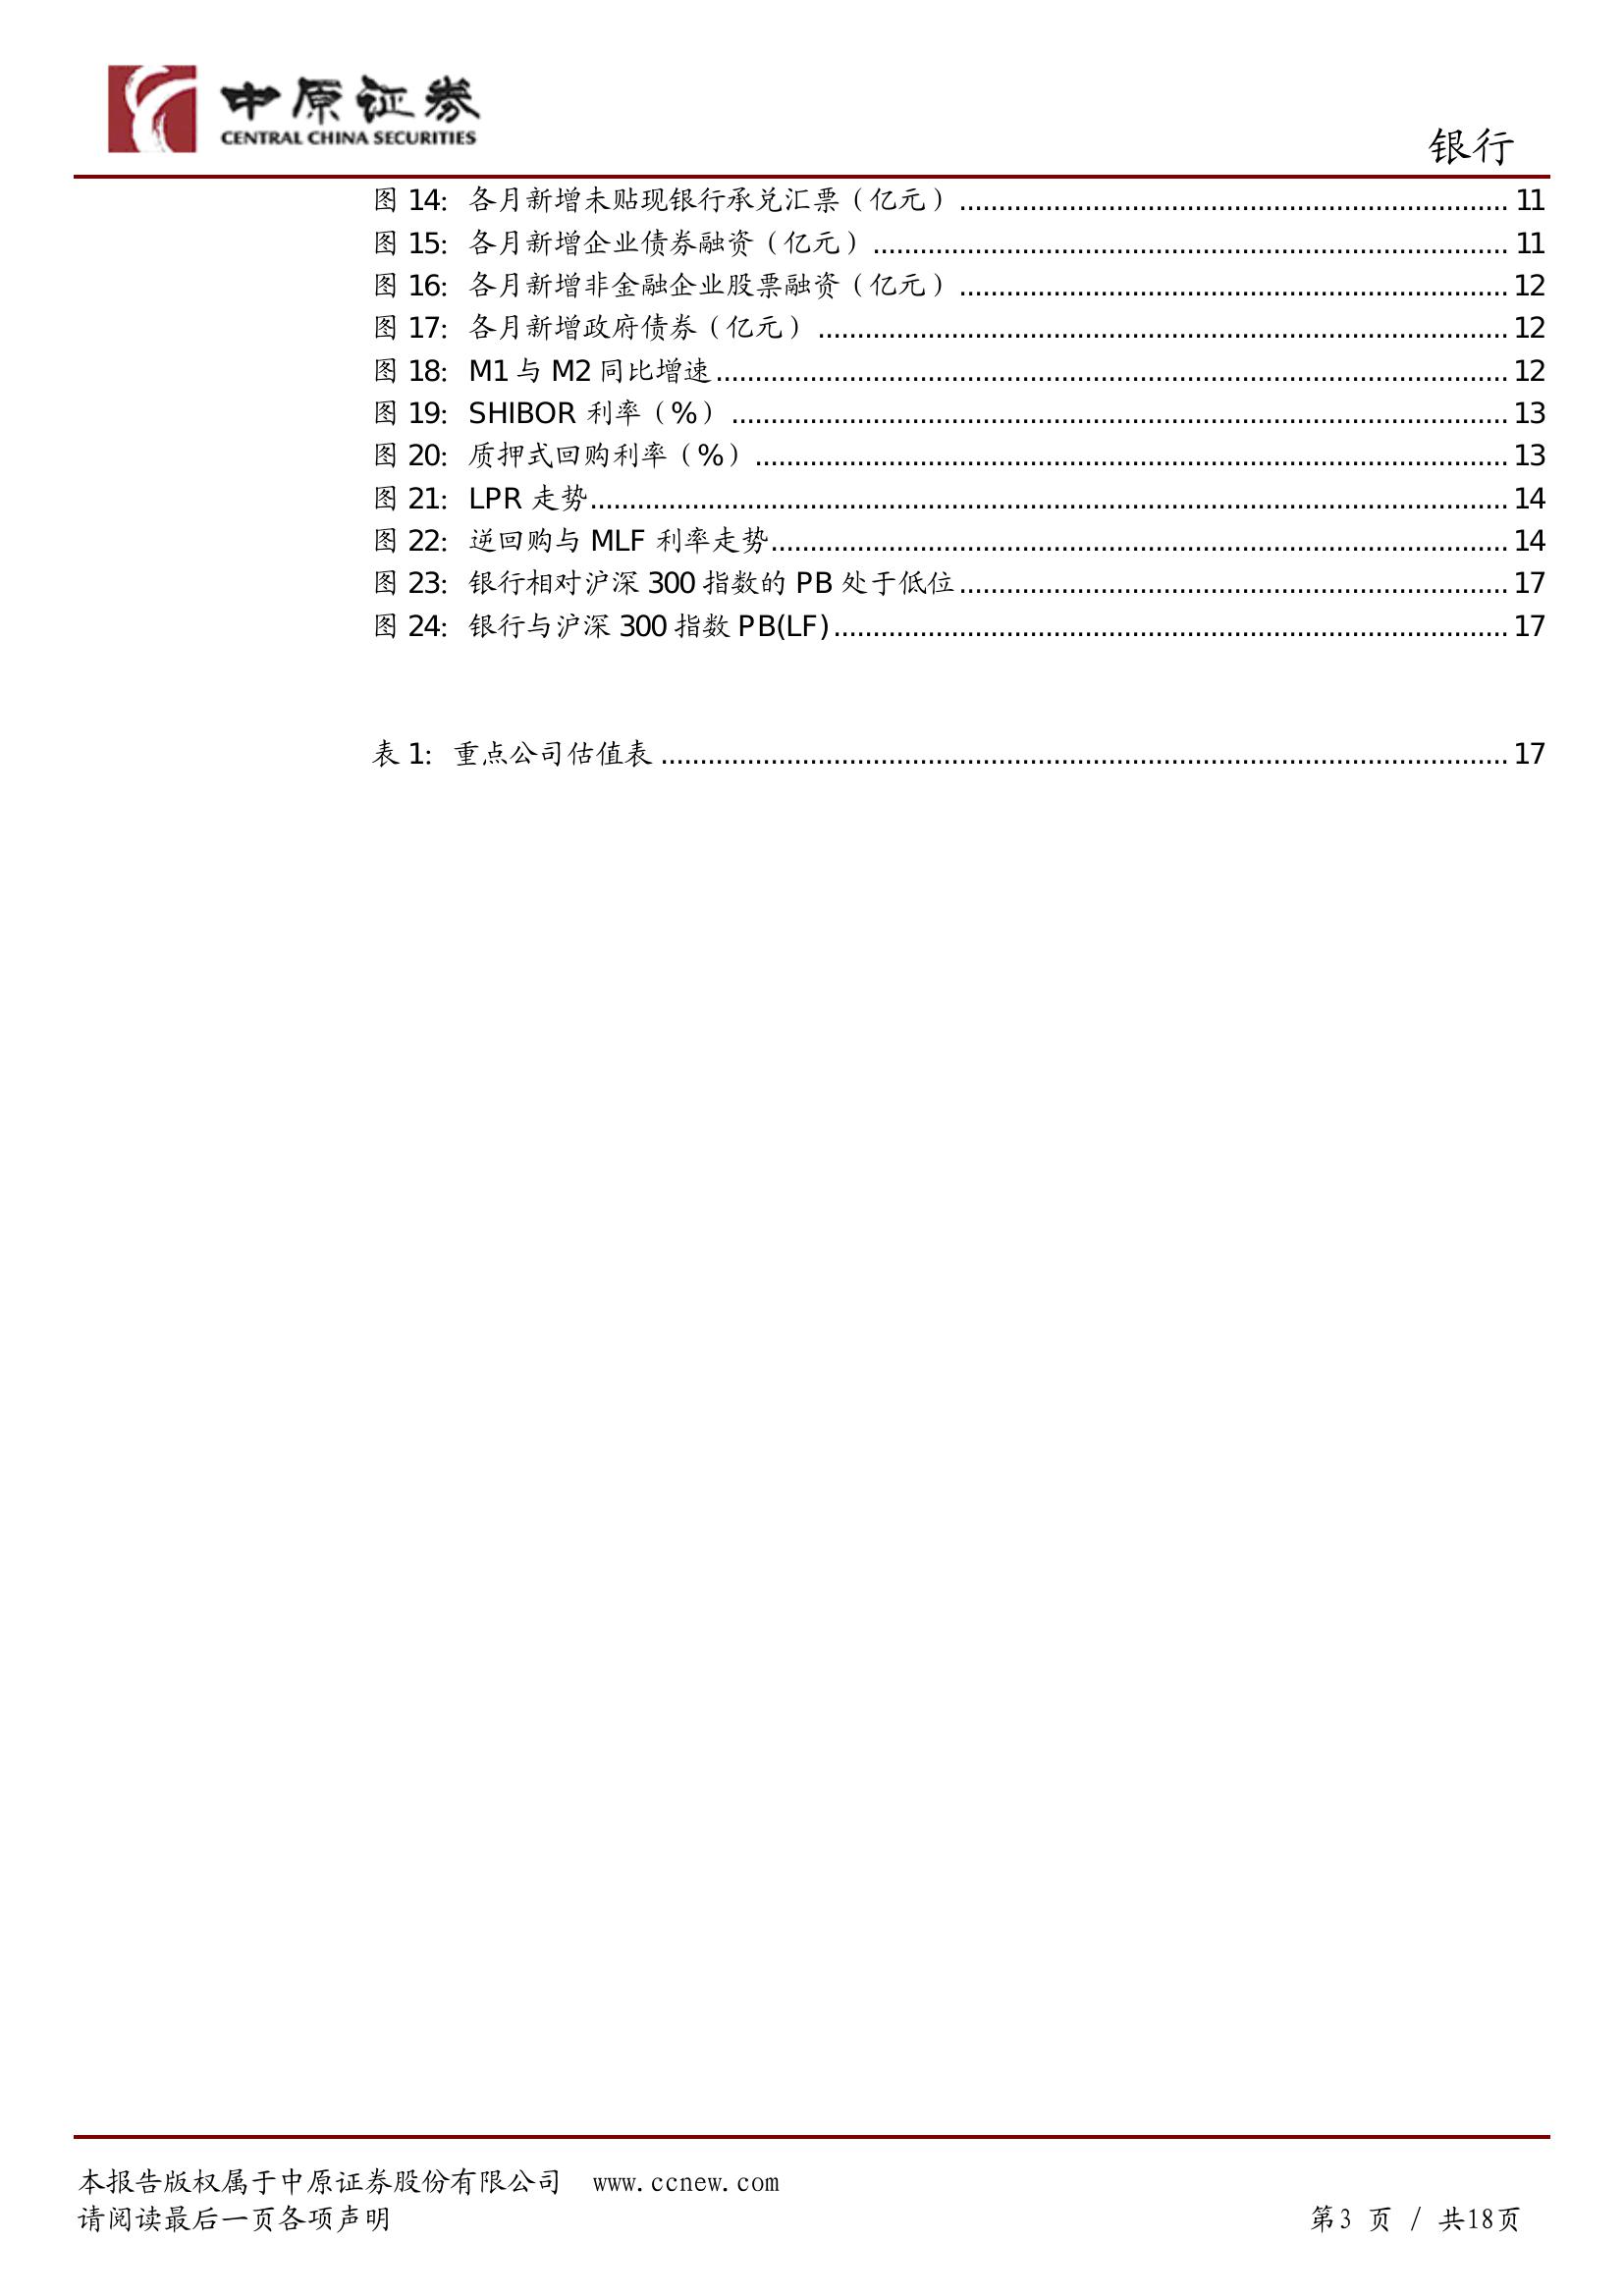 中原证券
CENTRAL CHINA SECURITIES
银行
图 14: 各月新增未贴现银行承兑汇票（亿元）.......... 11
图 15: 各月新增企业债券融资（亿元）.......... 11
图 16: 各月新增非金融企业股票融资（亿元）.......... 12
图 17: 各月新增政府债券（亿元）.......... 12
图 18: M1 与 M2 同比增速.......... 12
图 19: SHIBOR 利率（%）.......... 13
图 20: 质押式回购利率（%）.......... 13
图 21: LPR 走势.......... 14
图 22: 逆回购与 MLF 利率走势.......... 14
图 23: 银行相对沪深 300 指数的 PB 处于低位.......... 17
图 24: 银行与沪深 300 指数 PB(LF).......... 17
表 1: 重点公司估值表.......... 17
本报告版权属于中原证券股份有限公司 www.ccnew.com
请阅读最后一页各项声明 第3 页 / 共18页